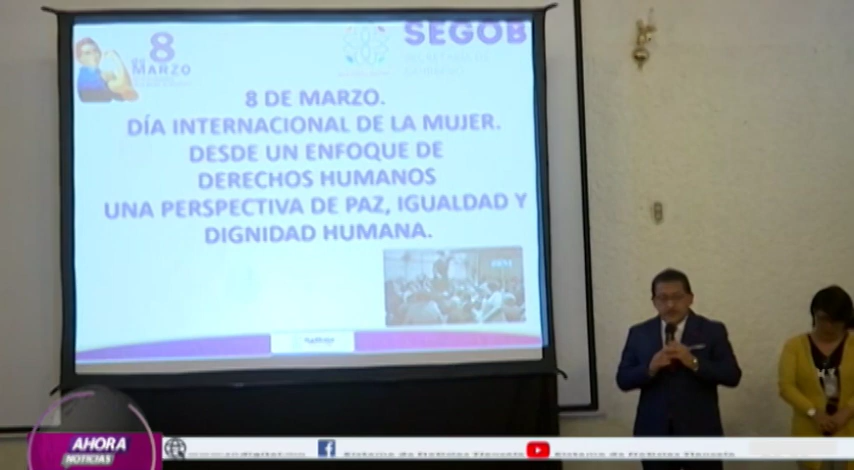 8
DE
MARZO
SEGOB
8 DE MARZO.
DÍA INTERNACIONAL DE LA MUJER.
DESDE UN ENFOQUE DE
DERECHOS HUMANOS
UNA PERSPECTIVA DE PAZ, IGUALDAD Y
DIGNIDAD HUMANA.
AHORA
NOTICIAS